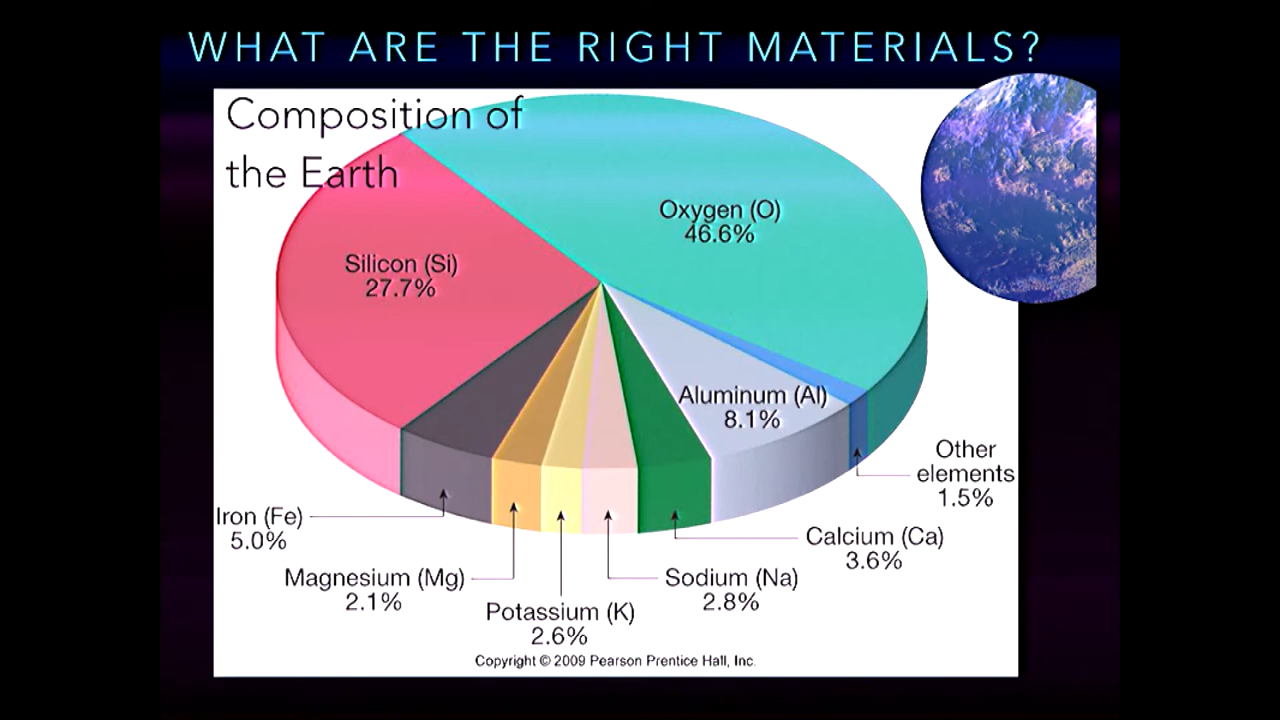 WHAT ARE THE RIGHT MATERIALS?
Composition of
the Earth
Oxygen (O)
46.6%
Silicon (Si)
27.7%
Aluminum (Al)
8.1%
Other
elements
1.5%
Iron (Fe)
5.0%
Calcium (Ca)
3.6%
Magnesium (Mg)
2.1%
Sodium (Na)
2.8%
Potassium (K)
2.6%
Copyright © 2009 Pearson Prentice Hall, Inc.